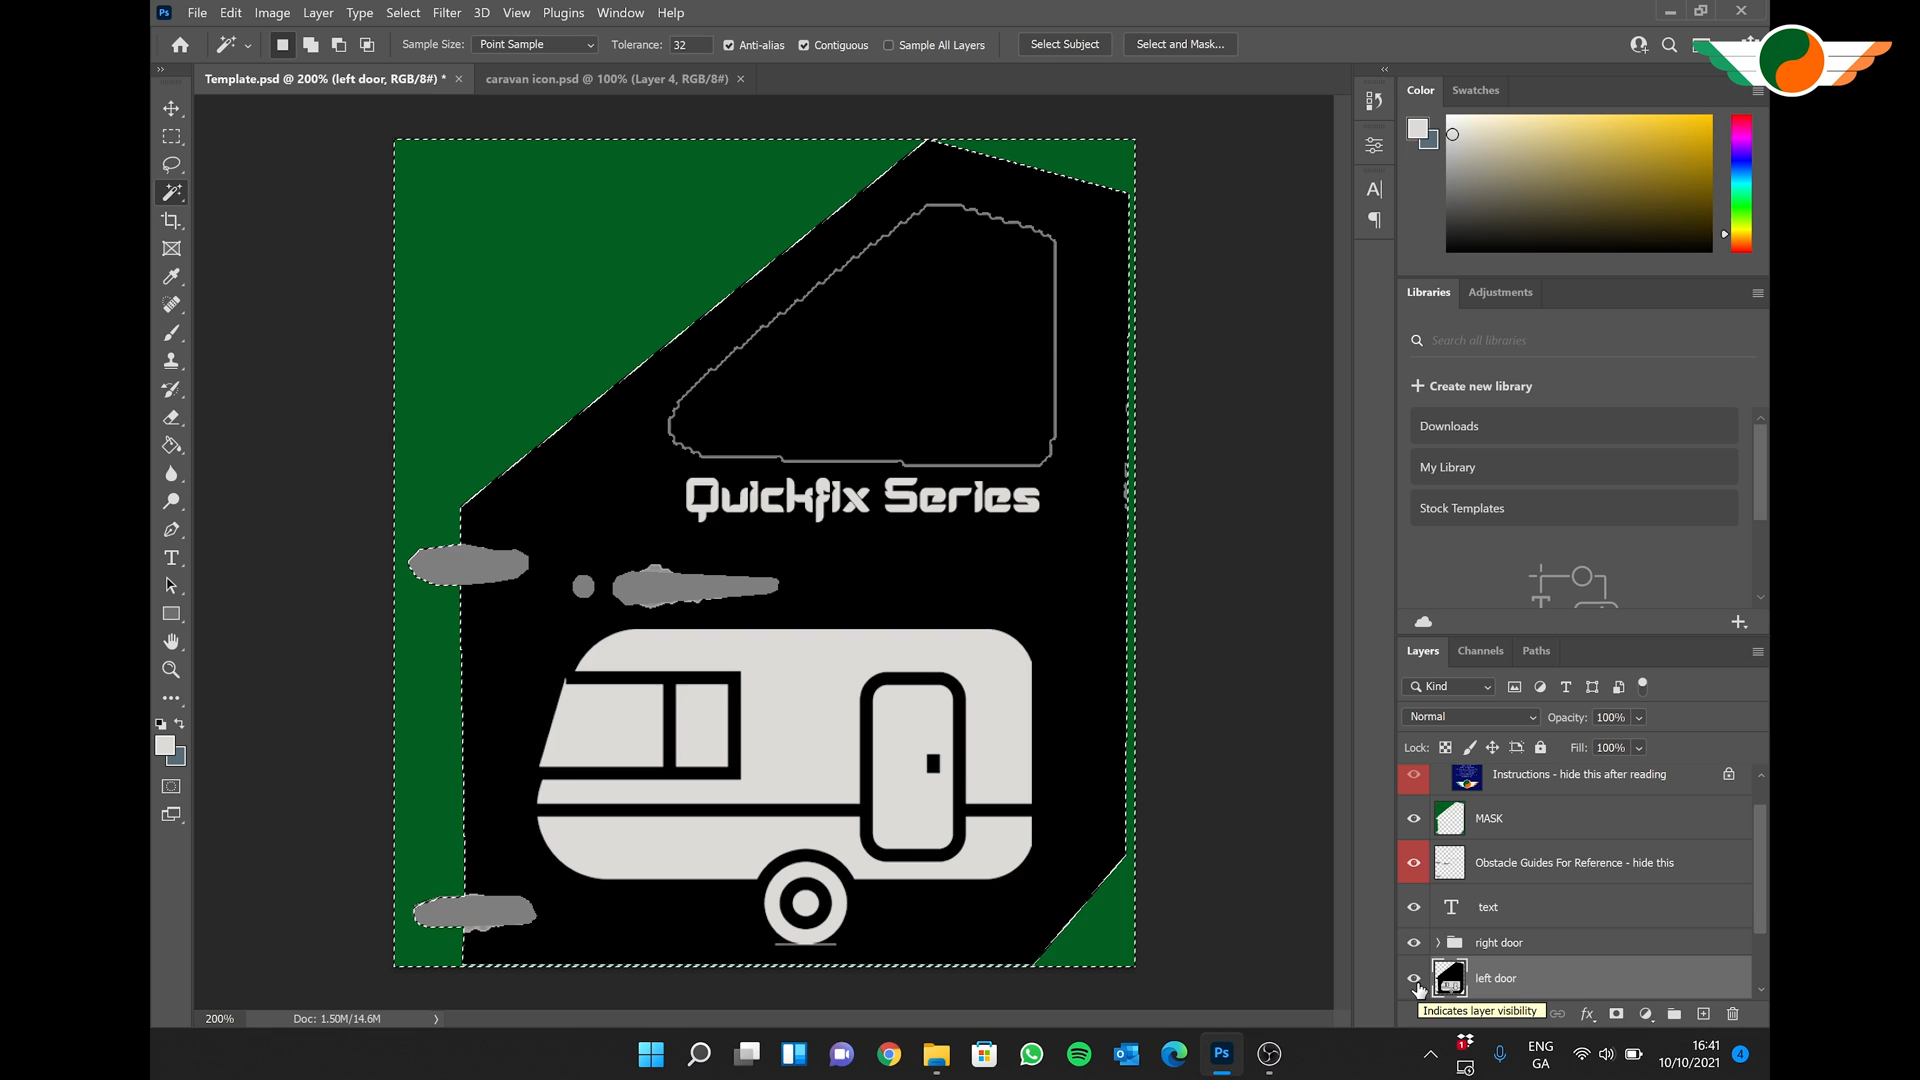 Ps File Edit Image Layer Type Select Filter 3D View Plugins Window Help
Sample Size: Point Sample Tolerance: 32 Anti-alias Contiguous Sample All Layers Select Subject Select and Mask...
Template.psd @ 200% (left door, RGB/8#) * × caravan icon.psd @ 100% (Layer 4, RGB/8#) ×
Color Swatches
Libraries Adjustments
Search all libraries
+ Create new library
Downloads
My Library
Stock Templates
Quickfix Series
Layers Channels Paths
Kind
Normal Opacity: 100%
Lock: Fill: 100%
Instructions - hide this after reading
MASK
Obstacle Guides For Reference - hide this
text
right door
left door
Indicates layer visibility
200% Doc: 1.50M/14.6M
Ps
1
ENG
GA
16:41
10/10/2021
4